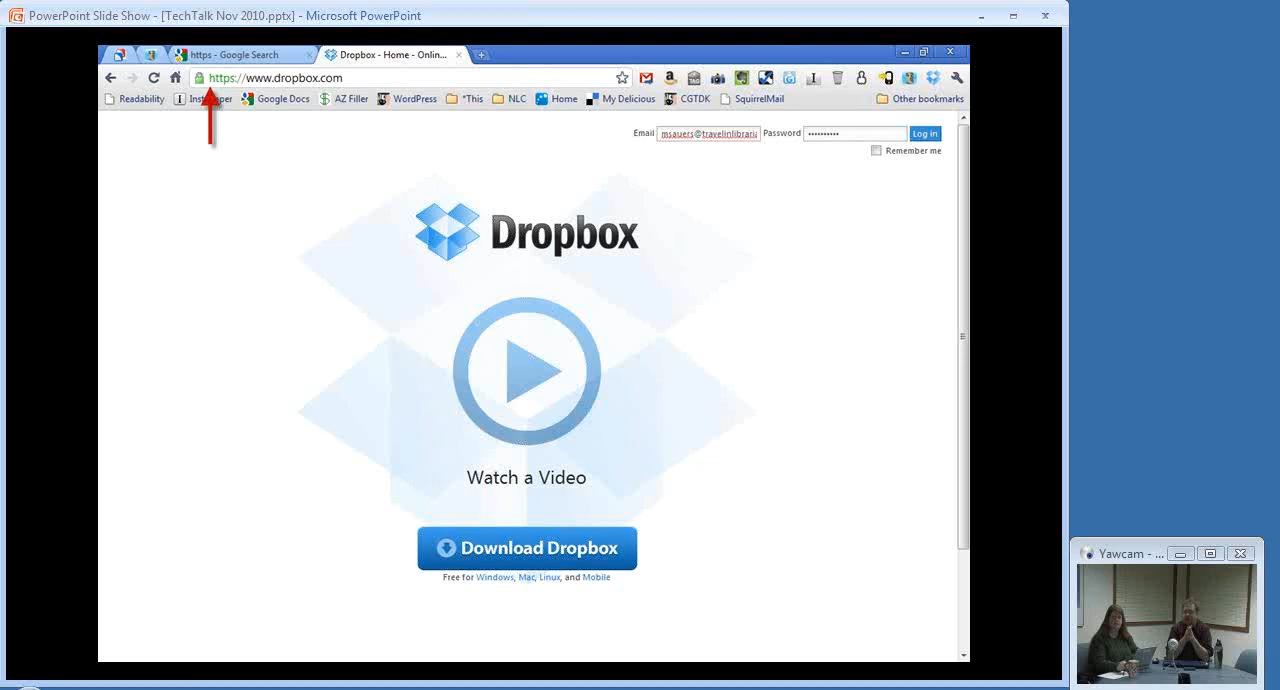 PowerPoint Slide Show - [TechTalk Nov 2010.pptx] - Microsoft PowerPoint
https - Google Search
Dropbox - Home - Onlin...
https://www.dropbox.com
Readability
Google Docs
AZ Filler
WordPress
*This
NLC
Home
My Delicious
CGTDK
SquirrelMail
Other bookmarks
Email
msauers@travelinlibrari
Password
••••••••••
Log in
Remember me
Dropbox
Watch a Video
Download Dropbox
Free for Windows, Mac, Linux, and Mobile
Yawcam - ...